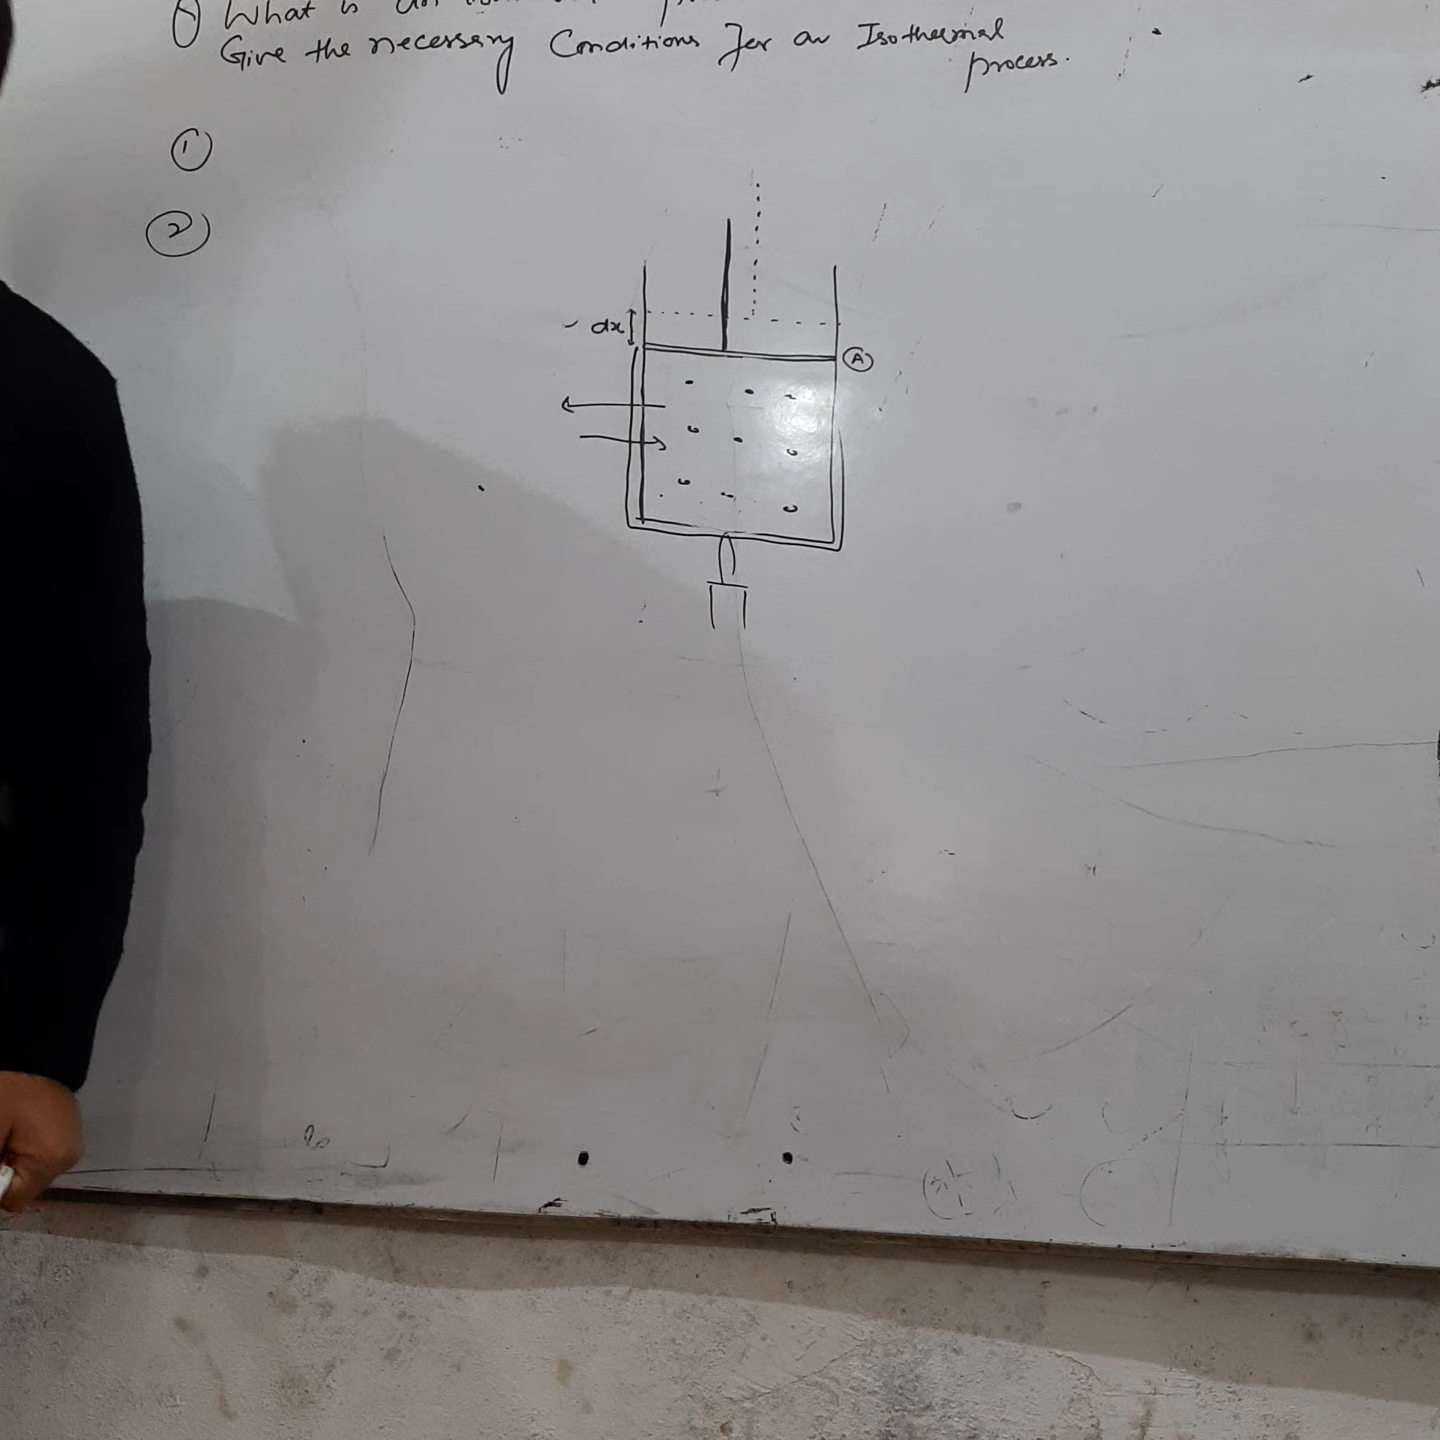 What is
Give the necessary Conditions for an Isothermal
process.
①
②
dx
A